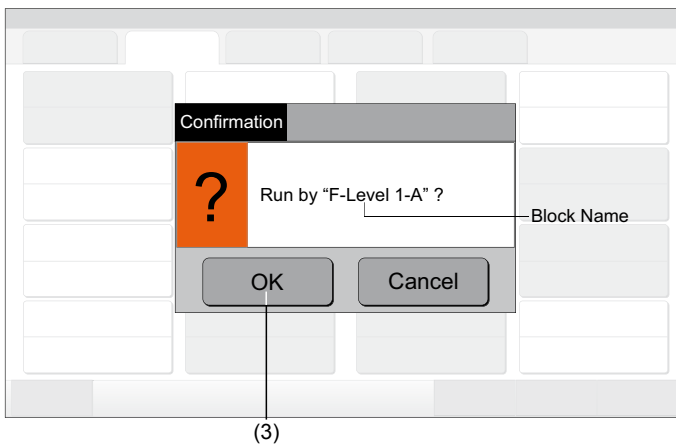 Confirmation
Run by “F-Level 1-A” ?
Block Name
OK
Cancel
(3)